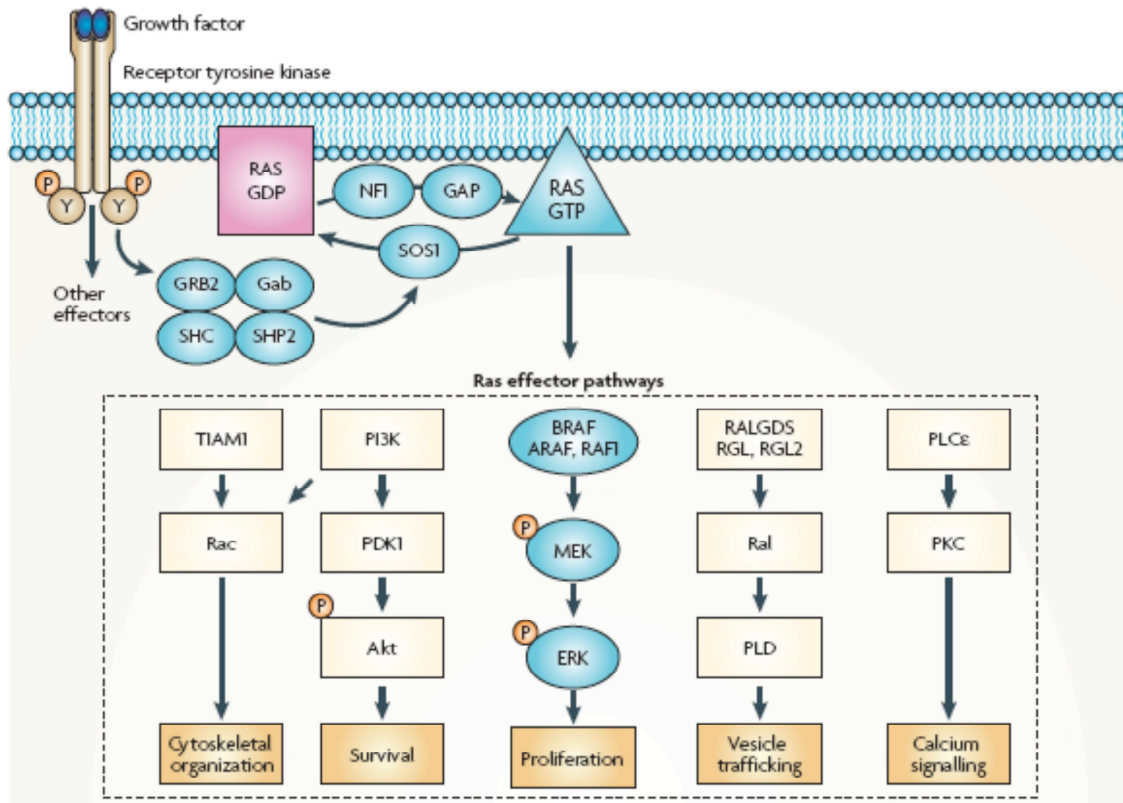 Growth factor
Receptor tyrosine kinase
RAS
GDP
NF1
GAP
RAS
GTP
P
Y
Y
P
SOS1
Other
effectors
GRB2
Gab
SHC
SHP2
Ras effector pathways
TIAM1
PI3K
BRAF
ARAF, RAF1
RALGDS
RGL, RGL2
PLCε
Rac
PDK1
P
MEK
Ral
PKC
P
Akt
P
ERK
PLD
Cytoskeletal
organization
Survival
Proliferation
Vesicle
trafficking
Calcium
signalling